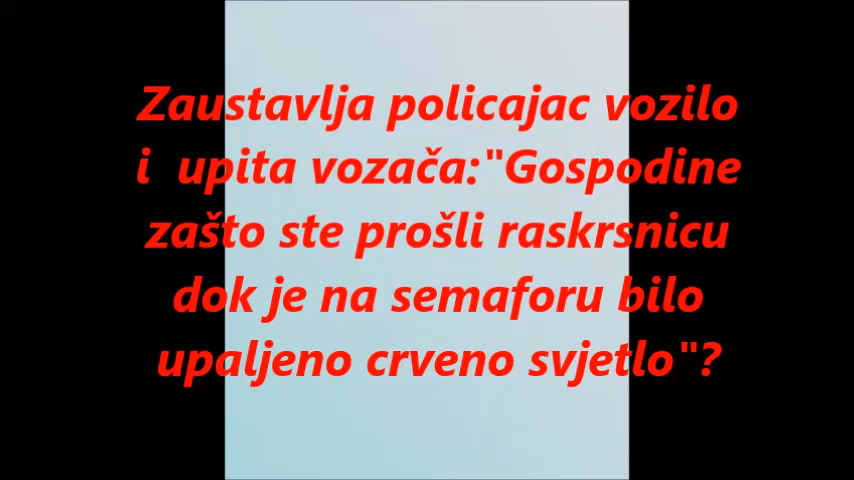 Zaustavlja policajac vozilo
i  upita vozača:"Gospodine
zašto ste prošli raskrsnicu
dok je na semaforu bilo
upaljeno crveno svjetlo"?